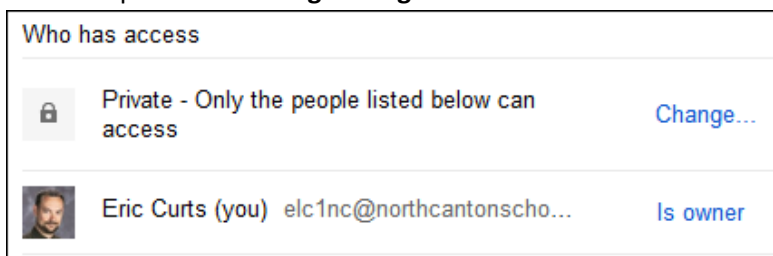 Who has access
Private - Only the people listed below can
access
Change...
Eric Curts (you) elc1nc@northcantonscho...
Is owner